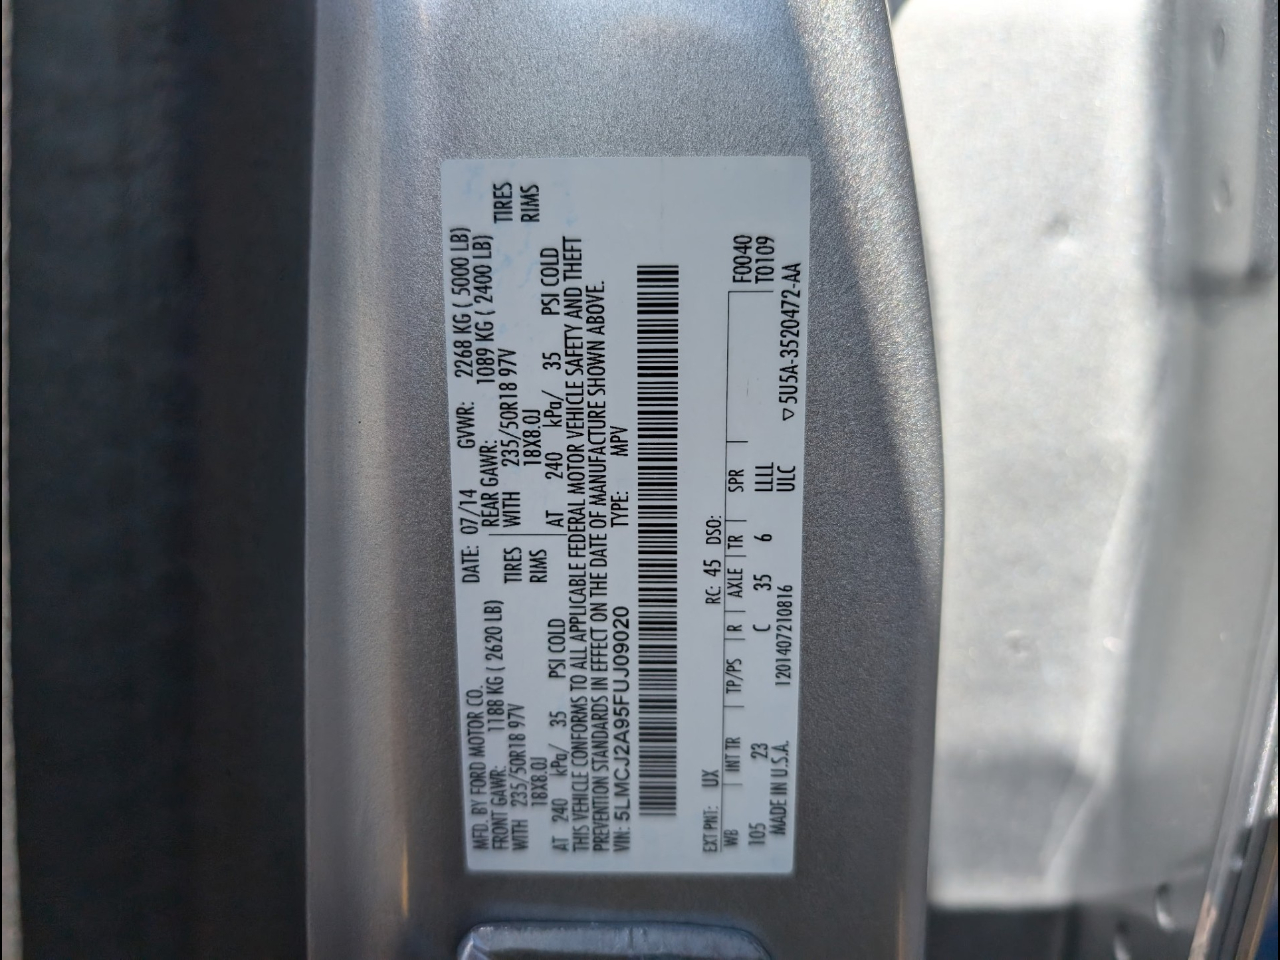 MFD. BY FORD MOTOR CO.
DATE: 07/14 GVWR: 2268 KG ( 5000 LB)
FRONT GAWR: 1188 KG ( 2620 LB) REAR GAWR: 1089 KG ( 2400 LB)
WITH 235/50R18 97V TIRES WITH 235/50R18 97V TIRES
18X8.0J RIMS 18X8.0J RIMS
AT 240 kPa/ 35 PSI COLD AT 240 kPa/ 35 PSI COLD
THIS VEHICLE CONFORMS TO ALL APPLICABLE FEDERAL MOTOR VEHICLE SAFETY AND THEFT
PREVENTION STANDARDS IN EFFECT ON THE DATE OF MANUFACTURE SHOWN ABOVE.
VIN: 5LMCJ2A95FUJ09020 TYPE: MPV
EXT PNT: UX RC: 45 DSO:
WB INT TR TP/PS R AXLE TR SPR F0040
105 23 C 35 6 LLLL T0109
MADE IN U.S.A. 120140721081​6 ULC ▽5U5A-3520472-AA